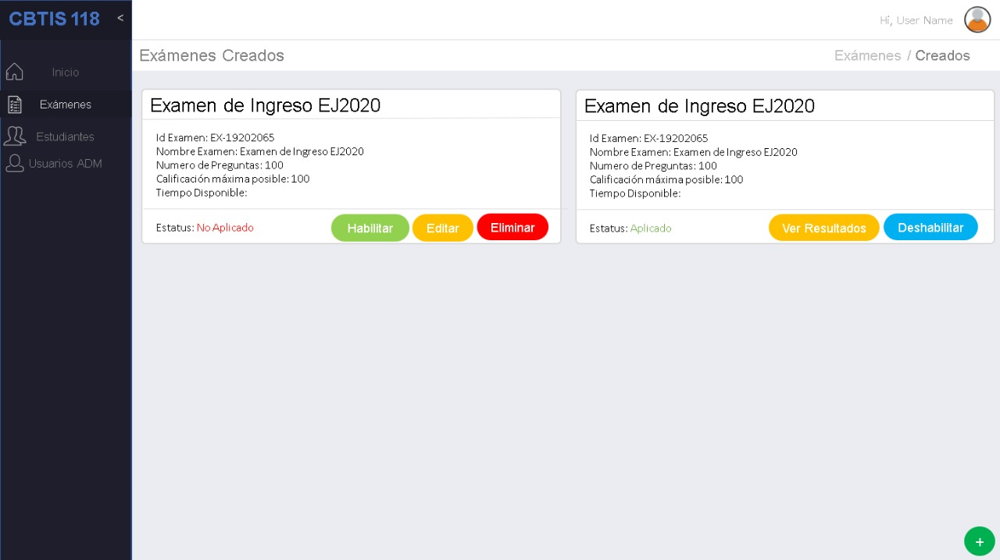 CBTIS 118 <
Hi, User Name
Inicio
Exámenes
Estudiantes
Usuarios ADM
Exámenes Creados
Exámenes / Creados
Examen de Ingreso EJ2020
Id Examen: EX-19202065
Nombre Examen: Examen de Ingreso EJ2020
Numero de Preguntas: 100
Calificación máxima posible: 100
Tiempo Disponible:
Estatus: No Aplicado
Habilitar
Editar
Eliminar
Examen de Ingreso EJ2020
Id Examen: EX-19202065
Nombre Examen: Examen de Ingreso EJ2020
Numero de Preguntas: 100
Calificación máxima posible: 100
Tiempo Disponible:
Estatus: Aplicado
Ver Resultados
Deshabilitar
+